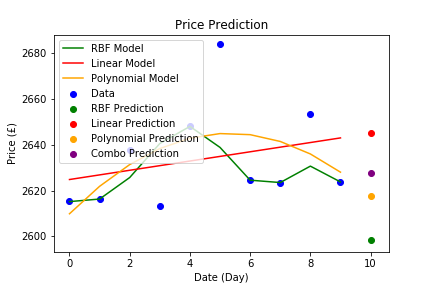 Price Prediction
RBF Model
Linear Model
Polynomial Model
Data
RBF Prediction
Linear Prediction
Polynomial Prediction
Combo Prediction
Price (£)
2680
2660
2640
2620
2600
0 2 4 6 8 10
Date (Day)